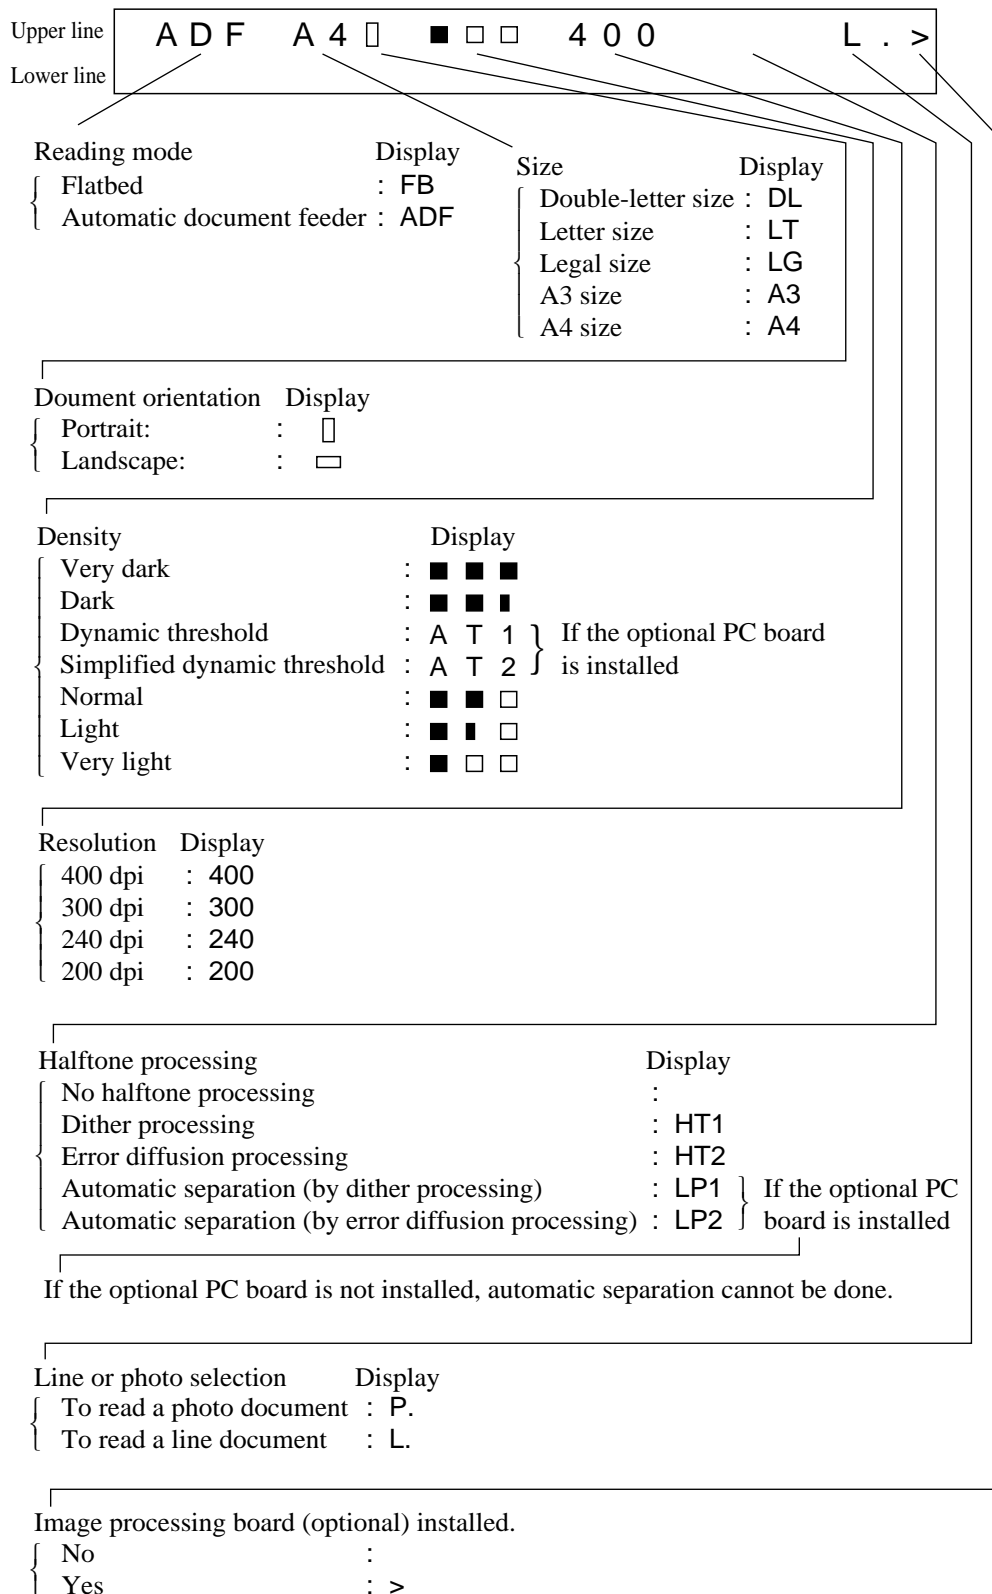 Upper line ADF A4▯ ■□□ 400 L.>
Lower line
Reading mode Display
Flatbed : FB
Automatic document feeder : ADF
Size Display
Double-letter size : DL
Letter size : LT
Legal size : LG
A3 size : A3
A4 size : A4
Doument orientation Display
Portrait: : ▯
Landscape: : ▭
Density Display
Very dark : ■ ■ ■
Dark : ■ ■ ▮
Dynamic threshold : A T 1 If the optional PC board
Simplified dynamic threshold : A T 2 is installed
Normal : ■ ■ □
Light : ■ ▮ □
Very light : ■ □ □
Resolution Display
400 dpi : 400
300 dpi : 300
240 dpi : 240
200 dpi : 200
Halftone processing Display
No halftone processing :
Dither processing : HT1
Error diffusion processing : HT2
Automatic separation (by dither processing) : LP1 If the optional PC
Automatic separation (by error diffusion processing) : LP2 board is installed
If the optional PC board is not installed, automatic separation cannot be done.
Line or photo selection Display
To read a photo document : P.
To read a line document : L.
Image processing board (optional) installed.
No :
Yes : >